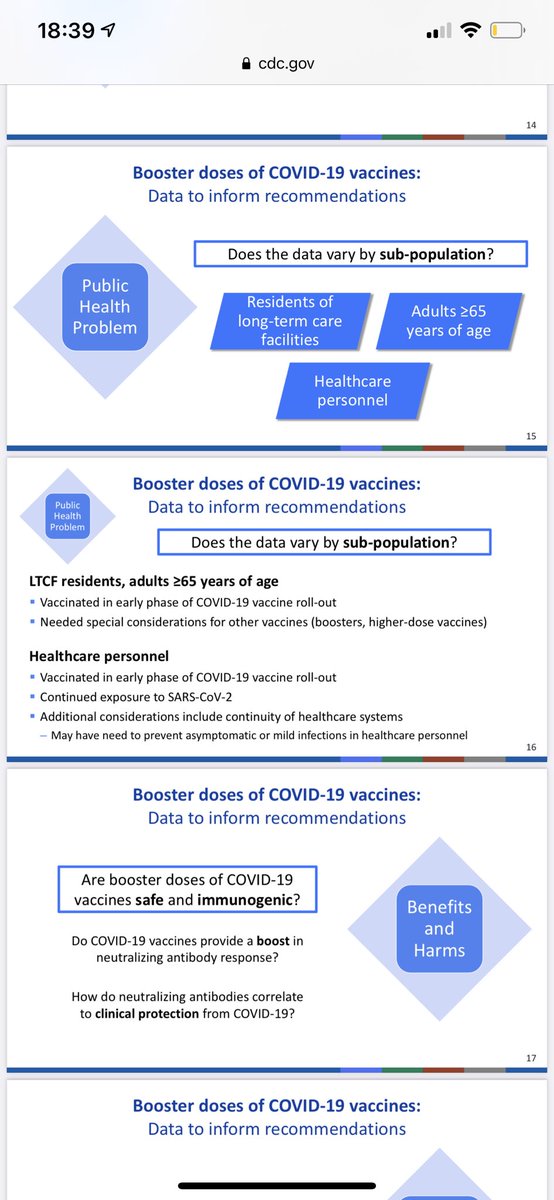 18:39
cdc.gov
14
Booster doses of COVID-19 vaccines:
Data to inform recommendations
Public
Health
Problem
Does the data vary by sub-population?
Residents of
long-term care
facilities
Adults ≥65
years of age
Healthcare
personnel
15
Public
Health
Problem
Booster doses of COVID-19 vaccines:
Data to inform recommendations
Does the data vary by sub-population?
LTCF residents, adults ≥65 years of age
▪ Vaccinated in early phase of COVID-19 vaccine roll-out
▪ Needed special considerations for other vaccines (boosters, higher-dose vaccines)
Healthcare personnel
▪ Vaccinated in early phase of COVID-19 vaccine roll-out
▪ Continued exposure to SARS-CoV-2
▪ Additional considerations include continuity of healthcare systems
– May have need to prevent asymptomatic or mild infections in healthcare personnel
16
Booster doses of COVID-19 vaccines:
Data to inform recommendations
Are booster doses of COVID-19
vaccines safe and immunogenic?
Do COVID-19 vaccines provide a boost in
neutralizing antibody response?
How do neutralizing antibodies correlate
to clinical protection from COVID-19?
Benefits
and
Harms
17
Booster doses of COVID-19 vaccines:
Data to inform recommendations